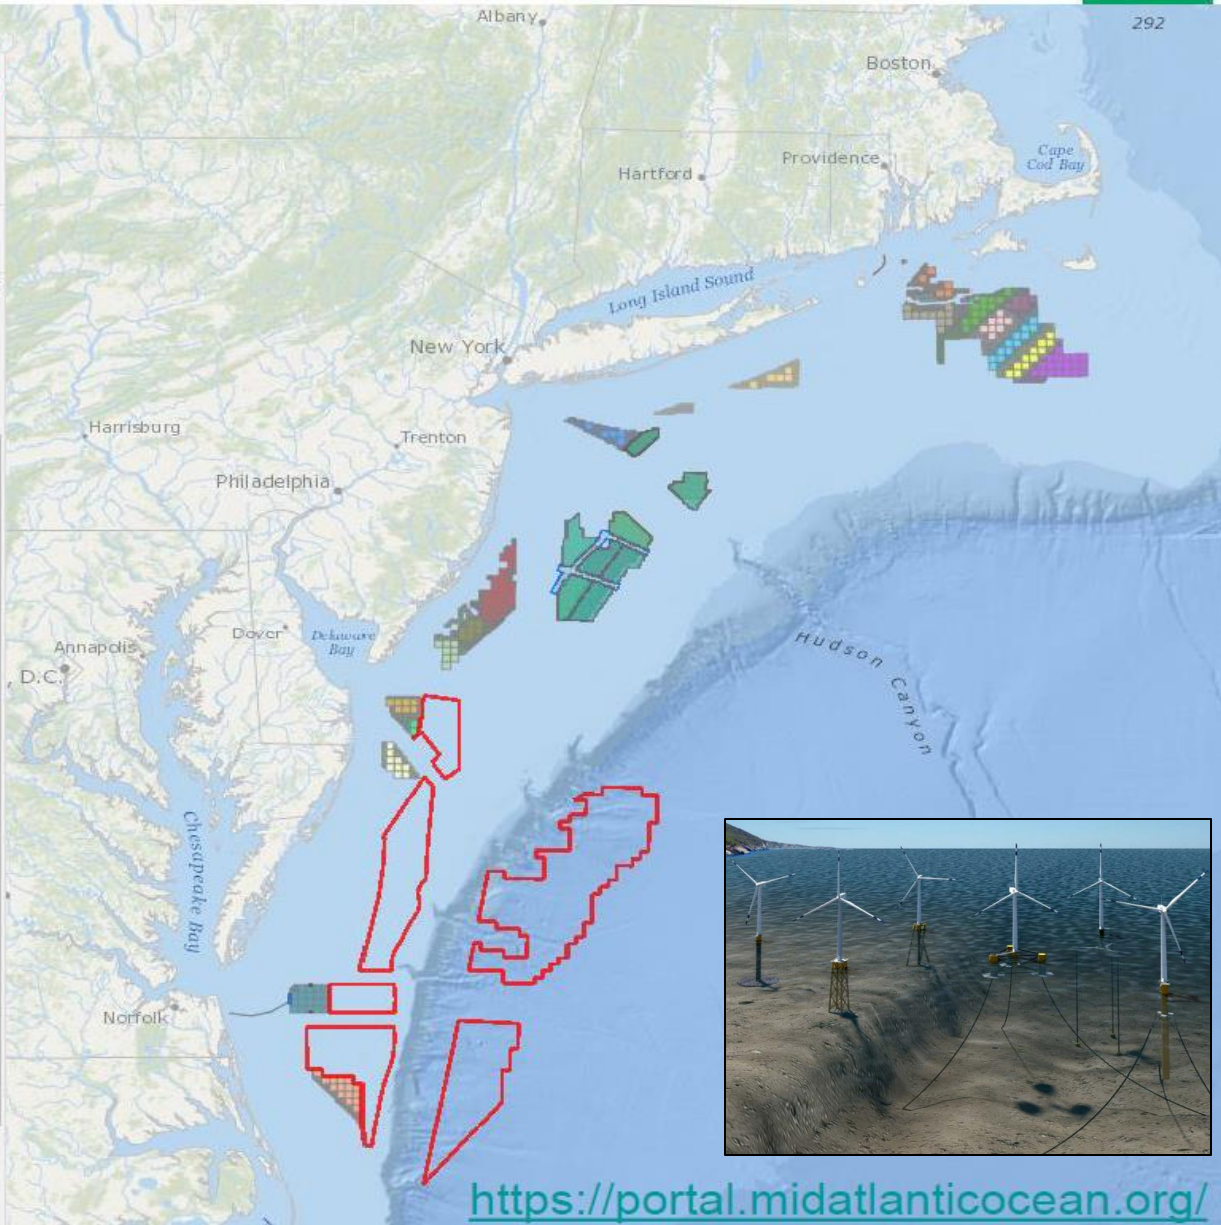 Albany
292
Boston
Cape
Cod Bay
Providence
Hartford
Long Island Sound
New York
Harrisburg
Trenton
Philadelphia
Hudson Canyon
Dover
Delaware
Bay
Annapolis
, D.C.
Chesapeake Bay
Norfolk
https://portal.midatlanticocean.org/